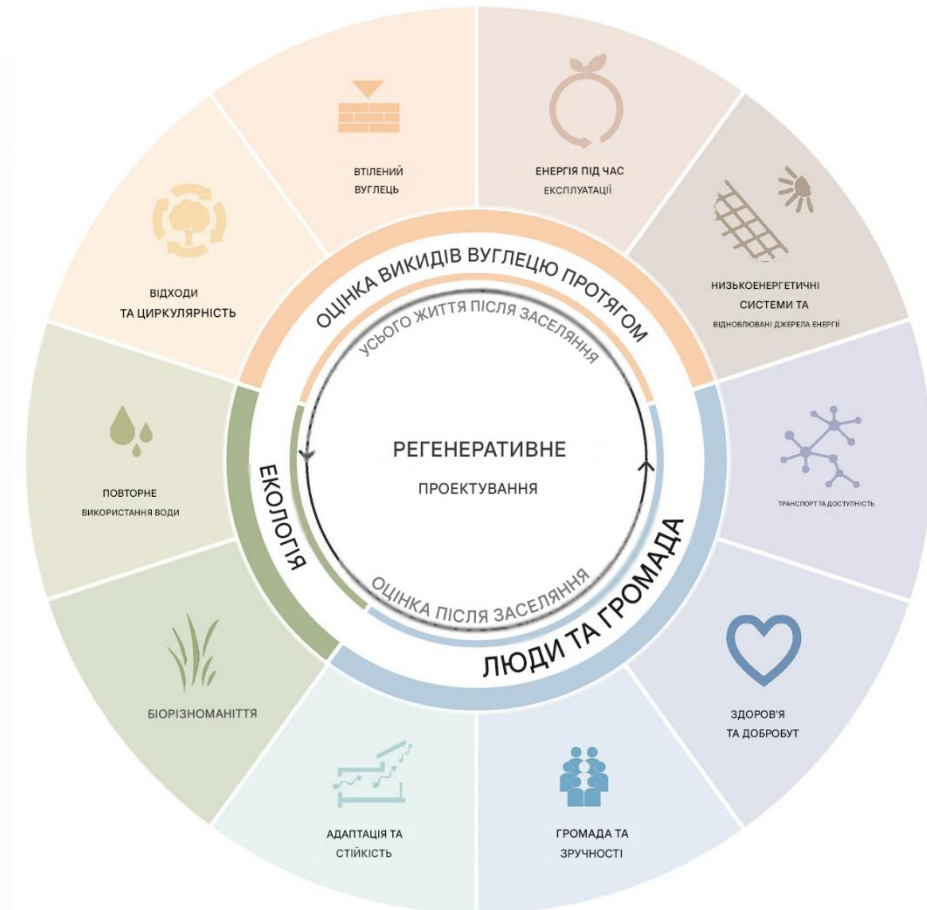 ВТІЛЕНИЙ
ВУГЛЕЦЬ
ЕНЕРГІЯ ПІД ЧАС
ЕКСПЛУАТАЦІЇ
НИЗЬКОЕНЕРГЕТИЧНІ
СИСТЕМИ ТА
ВІДНОВЛЮВАНІ ДЖЕРЕЛА ЕНЕРГІЇ
ТРАНСПОРТ ТА ДОСТУПНІСТЬ
ЗДОРОВ'Я
ТА ДОБРОБУТ
ГРОМАДА ТА
ЗРУЧНОСТІ
АДАПТАЦІЯ ТА
СТІЙКІСТЬ
БІОРІЗНОМАНІТТЯ
ПОВТОРНЕ
ВИКОРИСТАННЯ ВОДИ
ВІДХОДИ
ТА ЦИРКУЛЯРНІСТЬ
ОЦІНКА ВИКИДІВ ВУГЛЕЦЮ ПРОТЯГОМ
УСЬОГО ЖИТТЯ ПІСЛЯ ЗАСЕЛЯННЯ
ЛЮДИ ТА ГРОМАДА
ЕКОЛОГІЯ
РЕГЕНЕРАТИВНЕ
ПРОЕКТУВАННЯ
ОЦІНКА ПІСЛЯ ЗАСЕЛЯННЯ